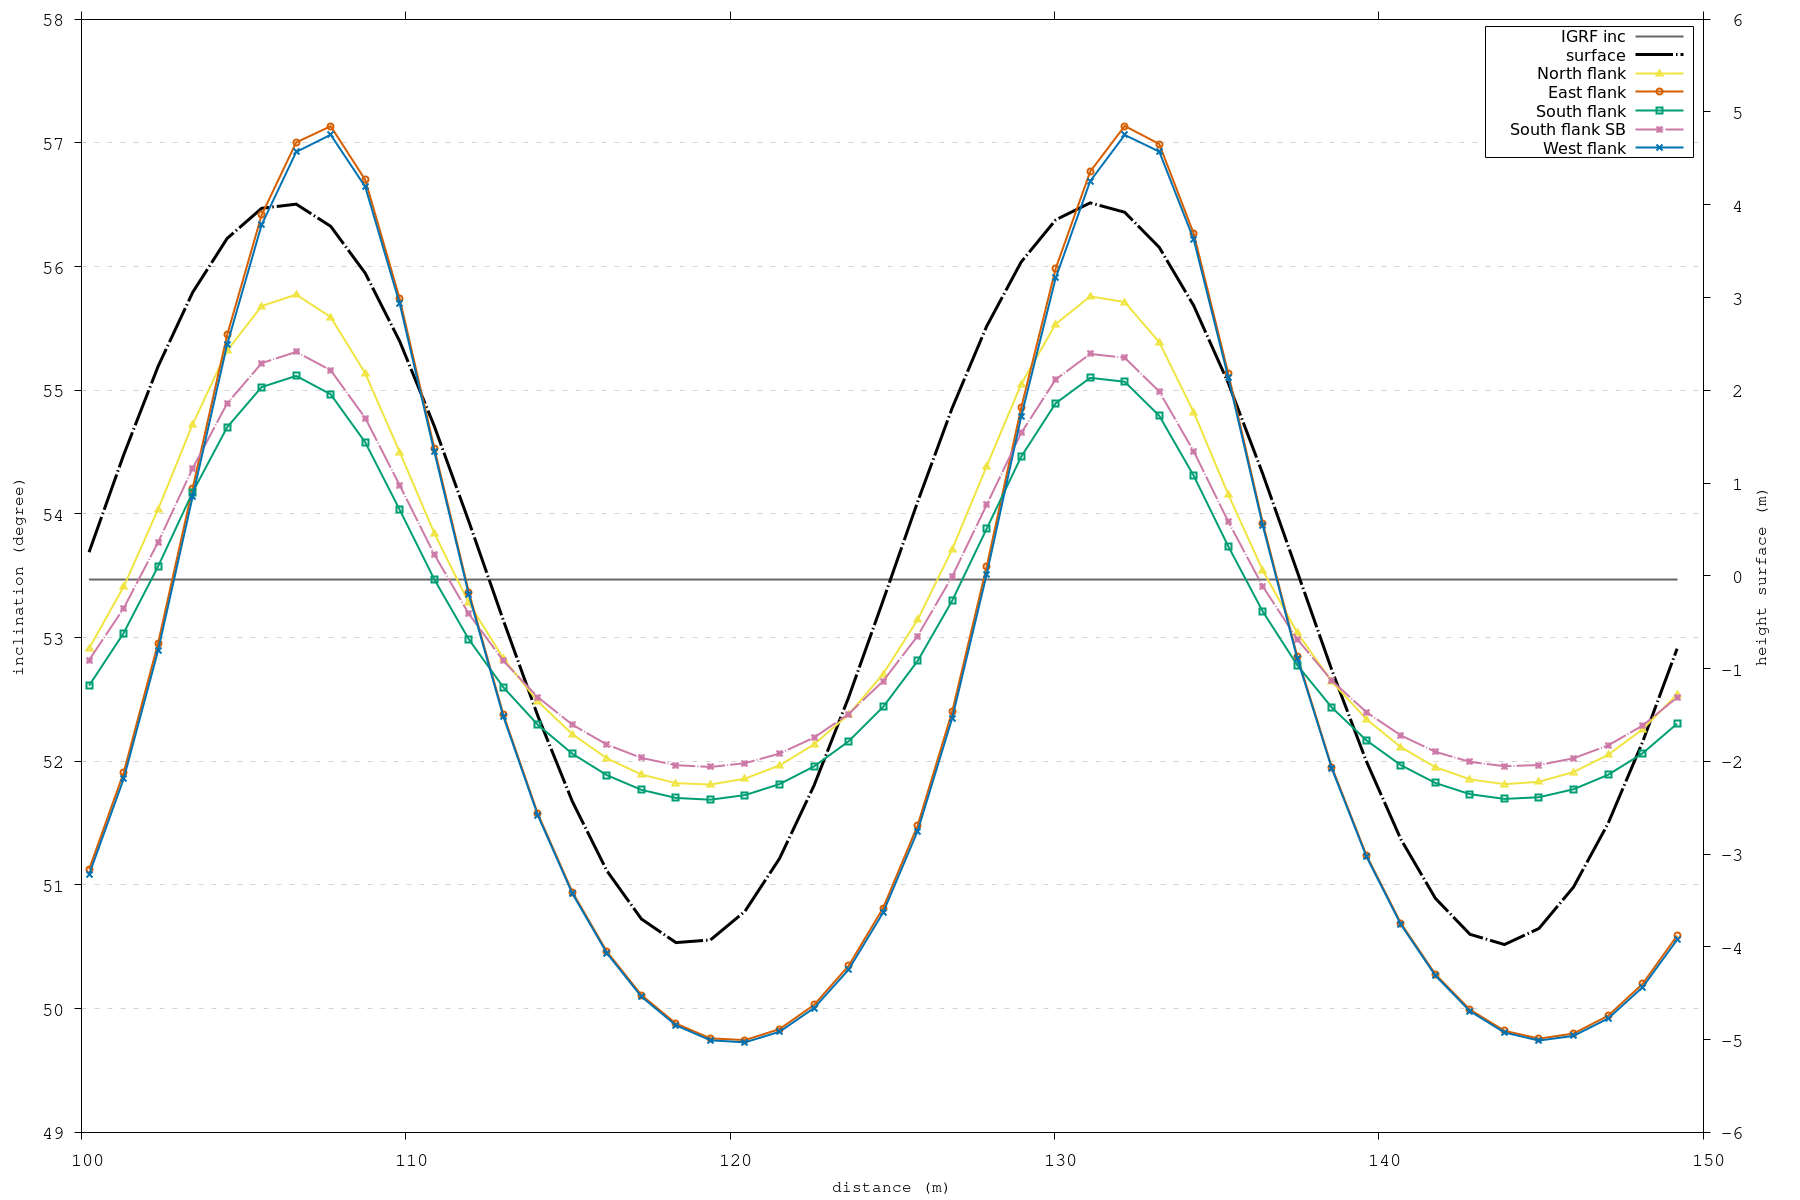 58
57
56
55
54
53
52
51
50
49
6
5
4
3
2
1
0
-1
-2
-3
-4
-5
-6
100 110 120 130 140 150
inclination (degree)
height surface (m)
distance (m)
IGRF inc
surface
North flank
East flank
South flank
South flank SB
West flank